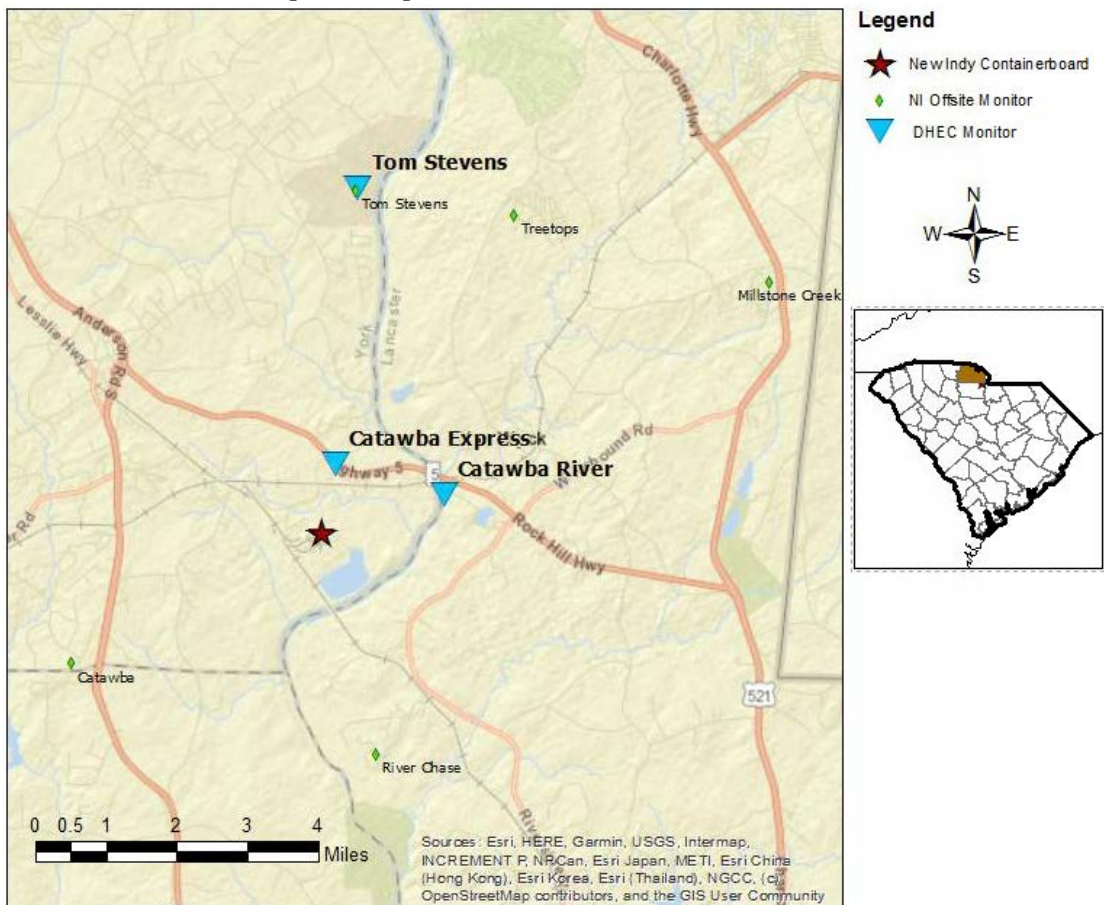 Legend
New Indy Containerboard
NI Offsite Monitor
DHEC Monitor
N
W E
S
Charlotte Hwy
Tom Stevens
Tom Stevens
Treetops
Millstone Creek
York
Lancaster
Lesslie Hwy
Anderson Rd S
Catawba Express
Highway 5
5
Catawba River
Rock Hill Hwy
Catawba
521
River Chase
0 0.5 1 2 3 4
Miles
Sources: Esri, HERE, Garmin, USGS, Intermap,
INCREMENT P, NRCan, Esri Japan, METI, Esri China
(Hong Kong), Esri Korea, Esri (Thailand), NGCC, (c)
OpenStreetMap contributors, and the GIS User Community